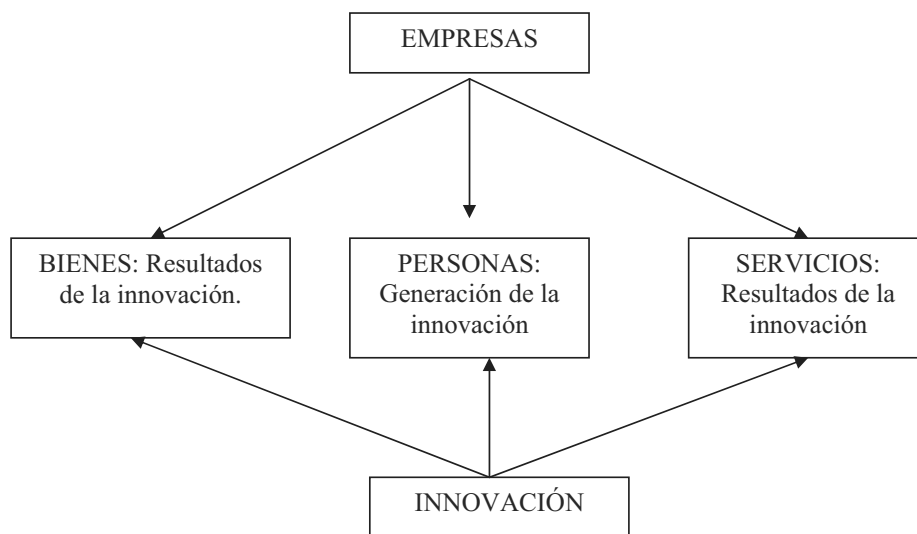 EMPRESAS
BIENES: Resultados
de la innovación.
PERSONAS:
Generación de la
innovación
SERVICIOS:
Resultados de la
innovación
INNOVACIÓN